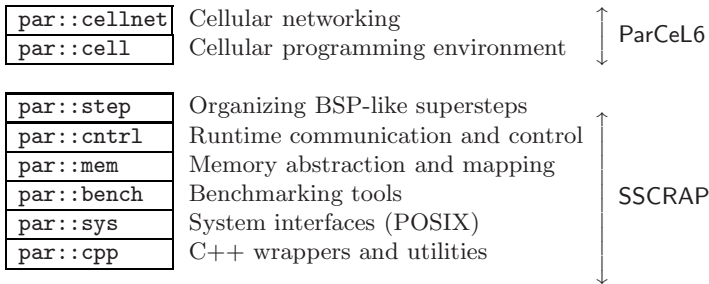 par::cellnet Cellular networking
par::cell Cellular programming environment
ParCeL6
par::step Organizing BSP-like supersteps
par::cntrl Runtime communication and control
par::mem Memory abstraction and mapping
par::bench Benchmarking tools
SSCRAP
par::sys System interfaces (POSIX)
par::cpp C++ wrappers and utilities